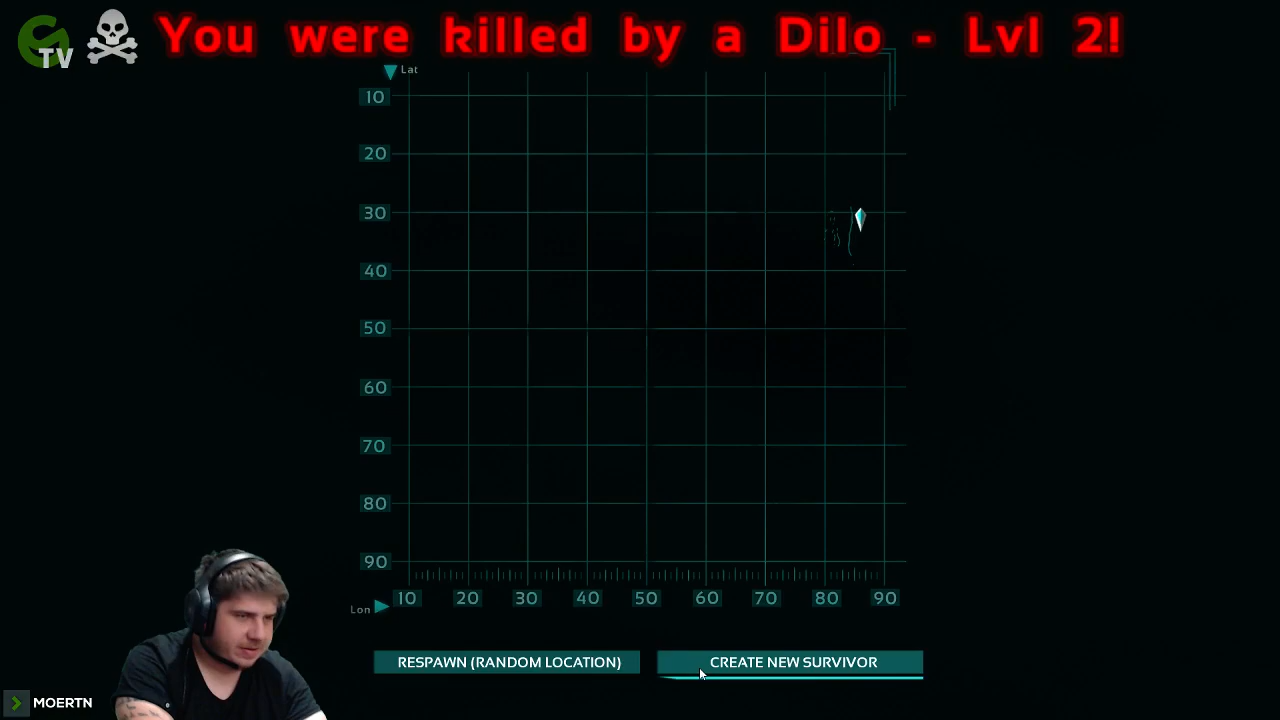 TV
You were killed by a Dilo - Lvl 2!
Lat
10
20
30
40
50
60
70
80
90
Lon
10 20 30 40 50 60 70 80 90
RESPAWN (RANDOM LOCATION)
CREATE NEW SURVIVOR
MOERTN